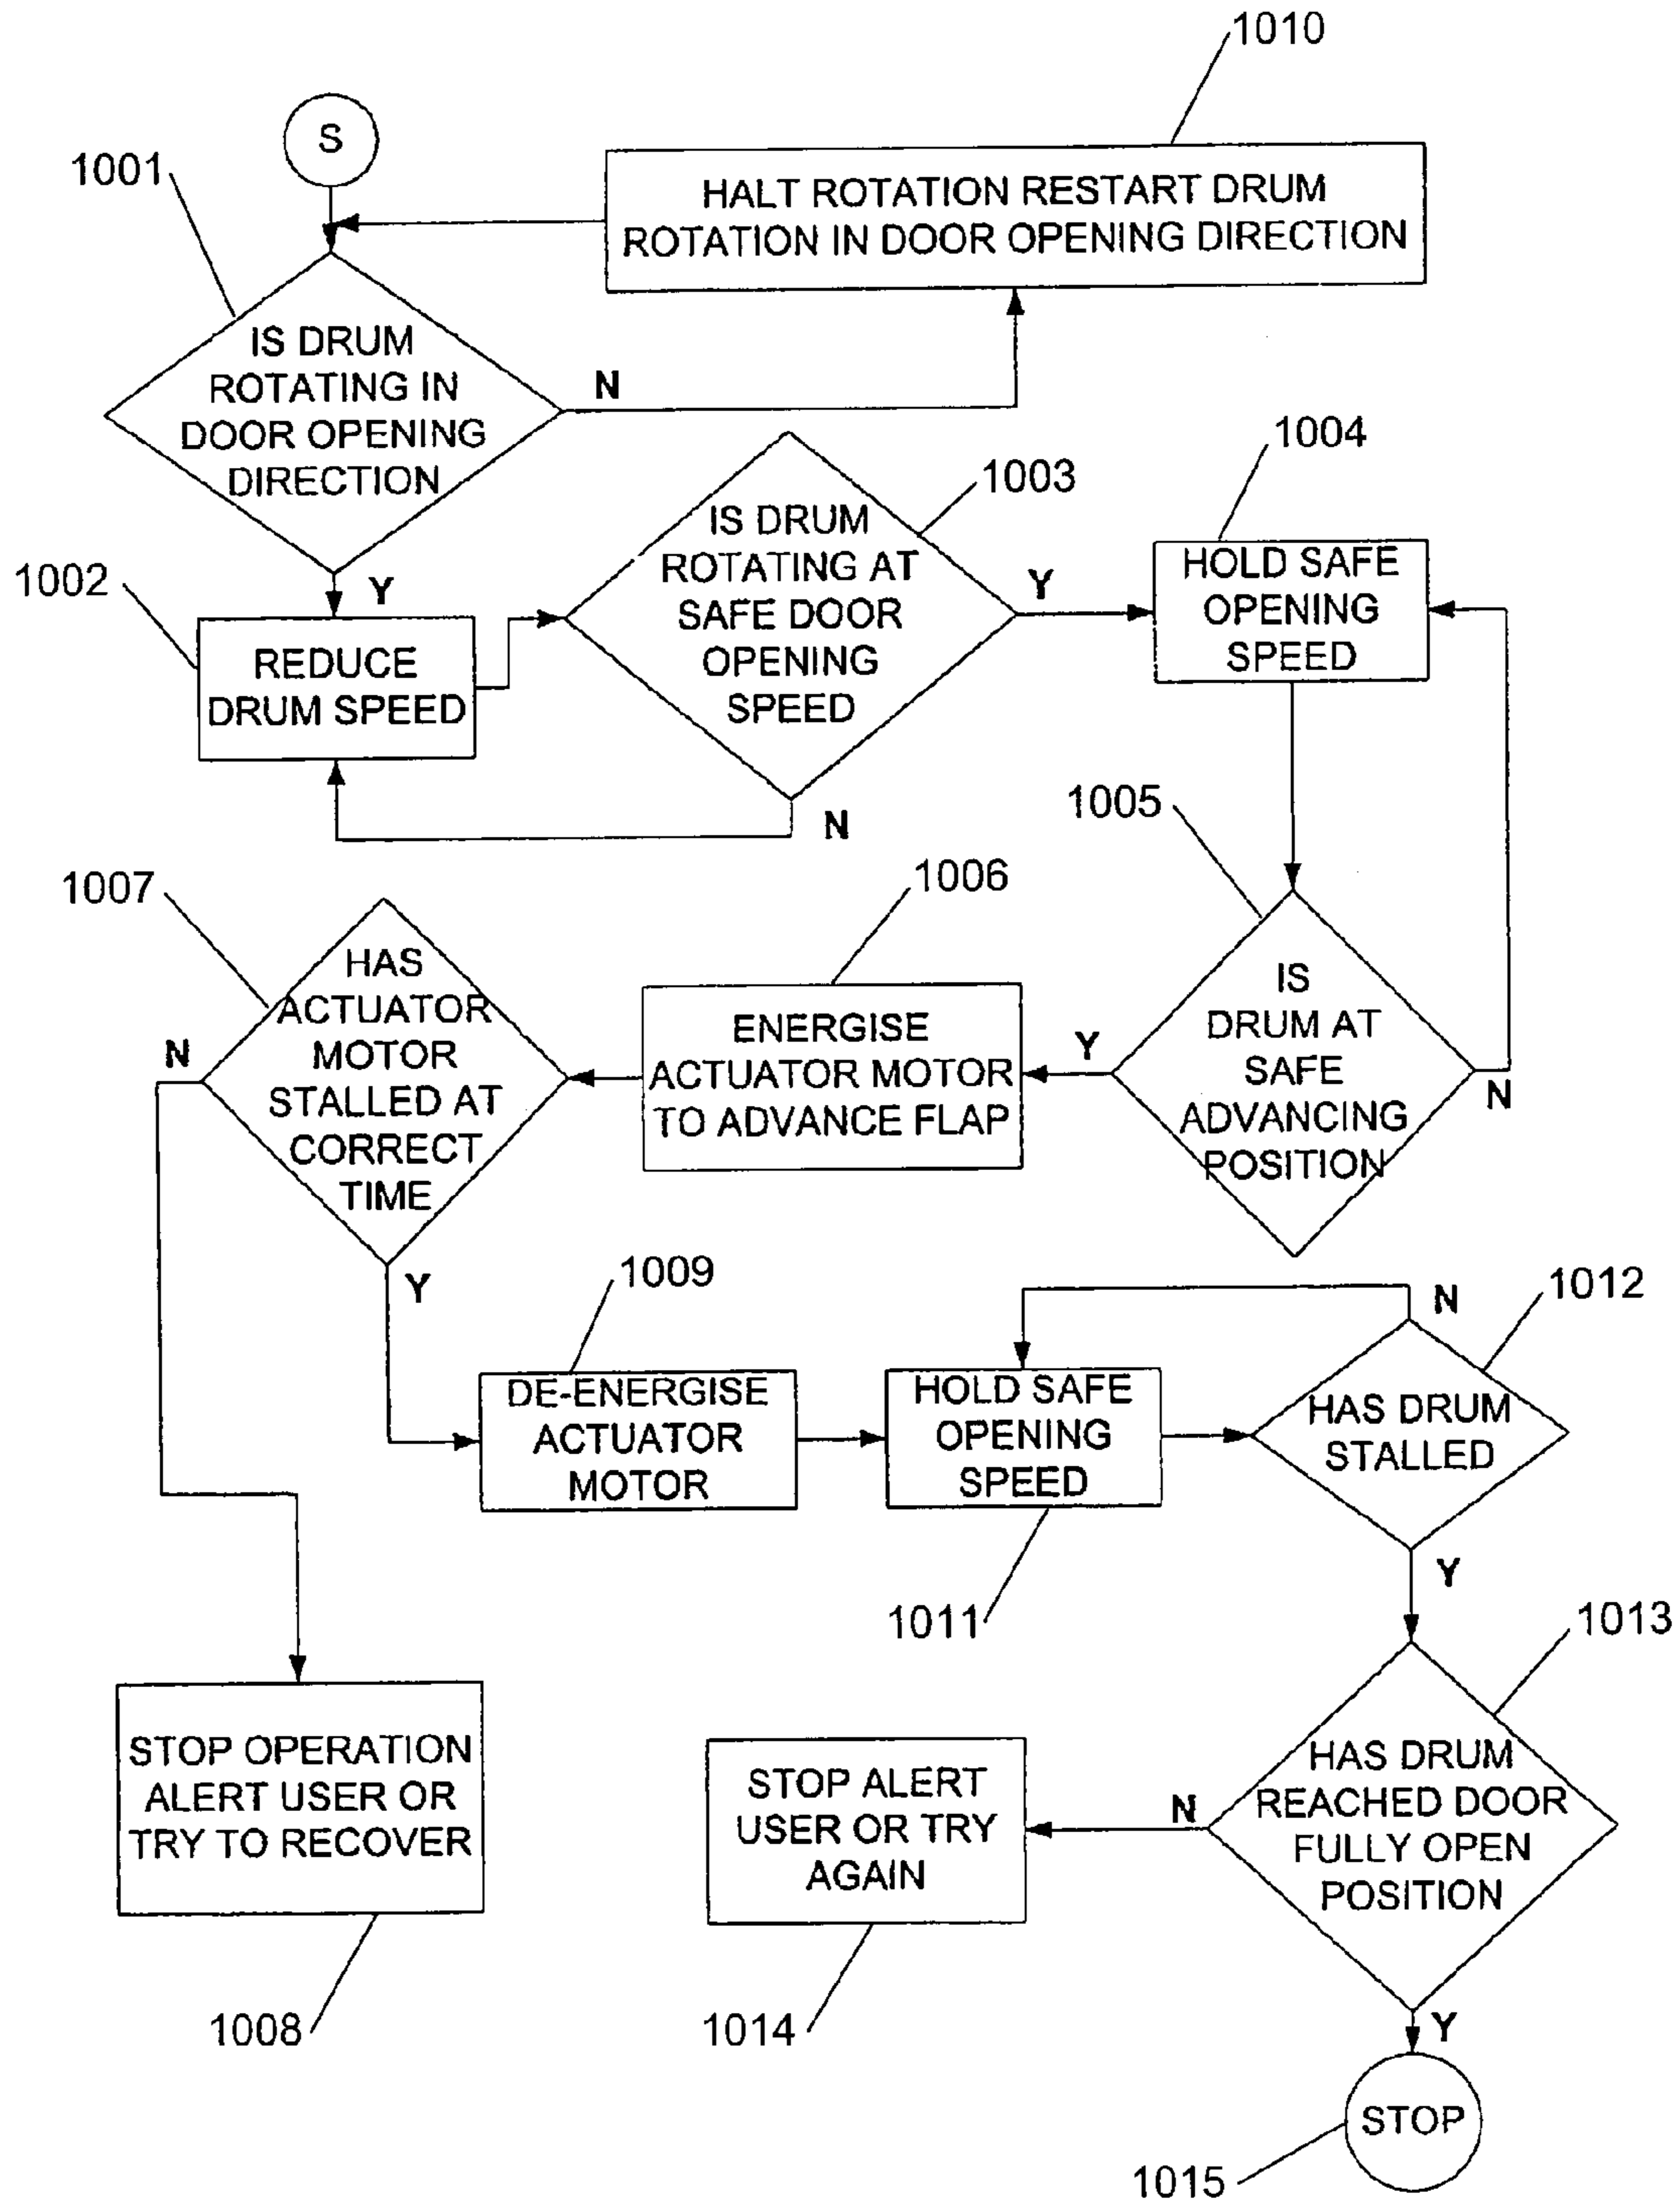 1010
S
1001
HALT ROTATION RESTART DRUM
ROTATION IN DOOR OPENING DIRECTION
IS DRUM
ROTATING IN
DOOR OPENING
DIRECTION
N
1004
1003
IS DRUM
ROTATING AT
SAFE DOOR
OPENING
SPEED
Y
HOLD SAFE
OPENING
SPEED
1002
Y
REDUCE
DRUM SPEED
N
1005
1007
1006
HAS
ACTUATOR
MOTOR
STALLED AT
CORRECT
TIME
N
ENERGISE
ACTUATOR MOTOR
TO ADVANCE FLAP
Y
IS
DRUM AT
SAFE
ADVANCING
POSITION
N
Y
1009
N
1012
DE-ENERGISE
ACTUATOR
MOTOR
HOLD SAFE
OPENING
SPEED
HAS DRUM
STALLED
1011
Y
1013
STOP OPERATION
ALERT USER OR
TRY TO RECOVER
STOP ALERT
USER OR TRY
AGAIN
N
HAS DRUM
REACHED DOOR
FULLY OPEN
POSITION
1008
1014
Y
STOP
1015